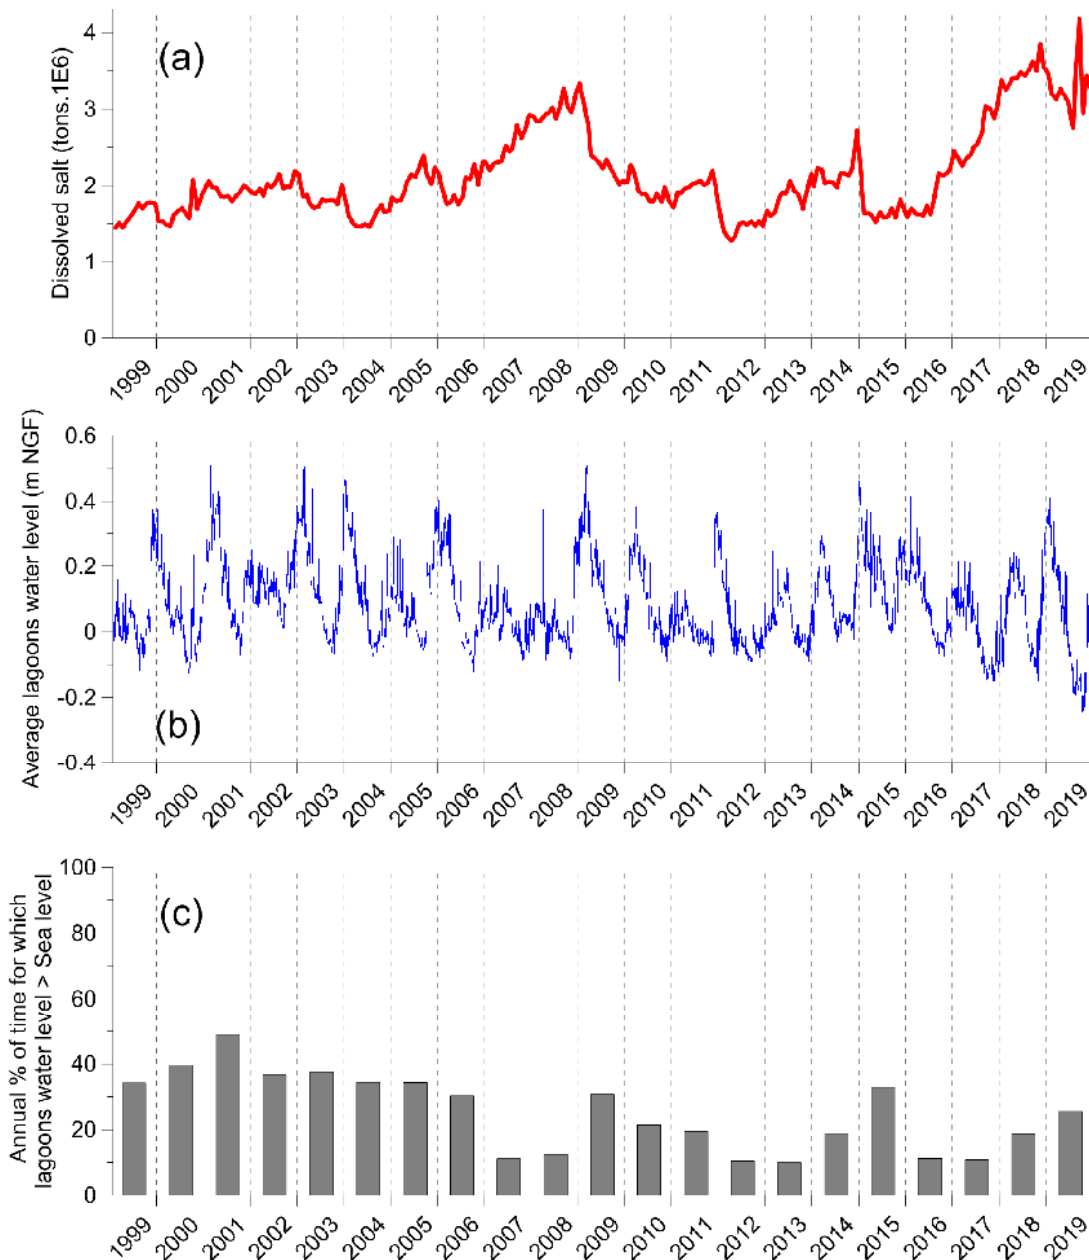 (a)
Dissolved salt (tons.1E6)
4
3
2
1
0
1999 2000 2001 2002 2003 2004 2005 2006 2007 2008 2009 2010 2011 2012 2013 2014 2015 2016 2017 2018 2019
Average lagoons water level (m NGF)
0.6
0.4
0.2
0
-0.2
-0.4
(b)
1999 2000 2001 2002 2003 2004 2005 2006 2007 2008 2009 2010 2011 2012 2013 2014 2015 2016 2017 2018 2019
Annual % of time for which
lagoons water level > Sea level
100
80
60
40
20
0
(c)
1999 2000 2001 2002 2003 2004 2005 2006 2007 2008 2009 2010 2011 2012 2013 2014 2015 2016 2017 2018 2019